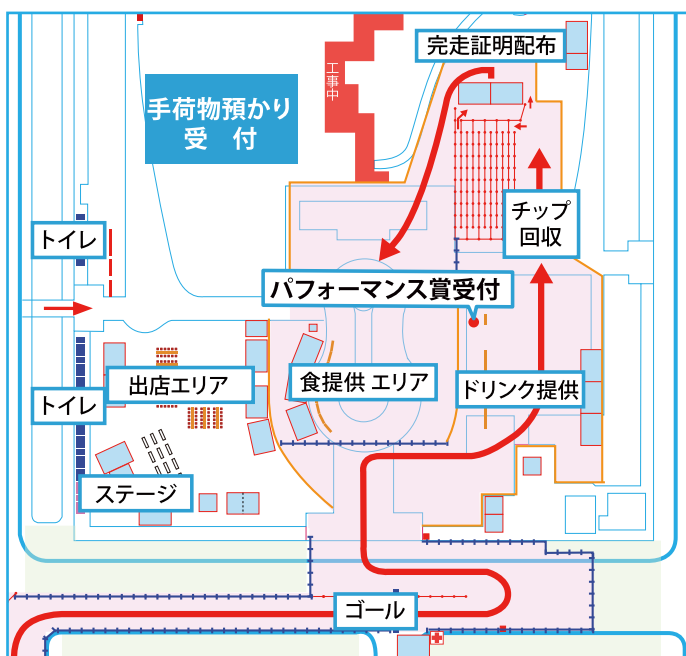 完走証明配布
工事中
手荷物預かり
受 付
チップ
回収
トイレ
パフォーマンス賞受付
出店エリア
食提供 エリア
ドリンク提供
トイレ
ステージ
ゴール